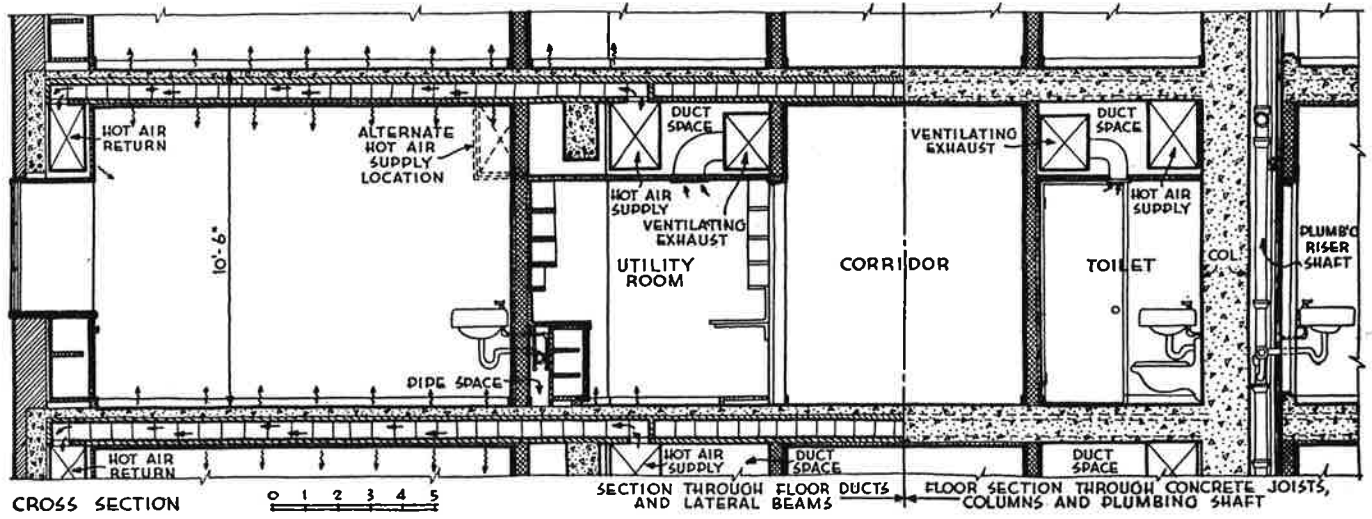 HOT AIR
RETURN
ALTERNATE
HOT AIR
SUPPLY
LOCATION
DUCT
SPACE
VENTILATING
EXHAUST
DUCT
SPACE
HOT AIR
SUPPLY
VENTILATING
EXHAUST
HOT AIR
SUPPLY
10'-6"
UTILITY
ROOM
CORRIDOR
TOILET
COL.
PLUMB'G
RISER
SHAFT
PIPE SPACE
HOT AIR
RETURN
HOT AIR
SUPPLY
DUCT
SPACE
DUCT
SPACE
CROSS SECTION
0 1 2 3 4 5
SECTION THROUGH FLOOR DUCTS
AND LATERAL BEAMS
FLOOR SECTION THROUGH CONCRETE JOISTS,
COLUMNS AND PLUMBING SHAFT